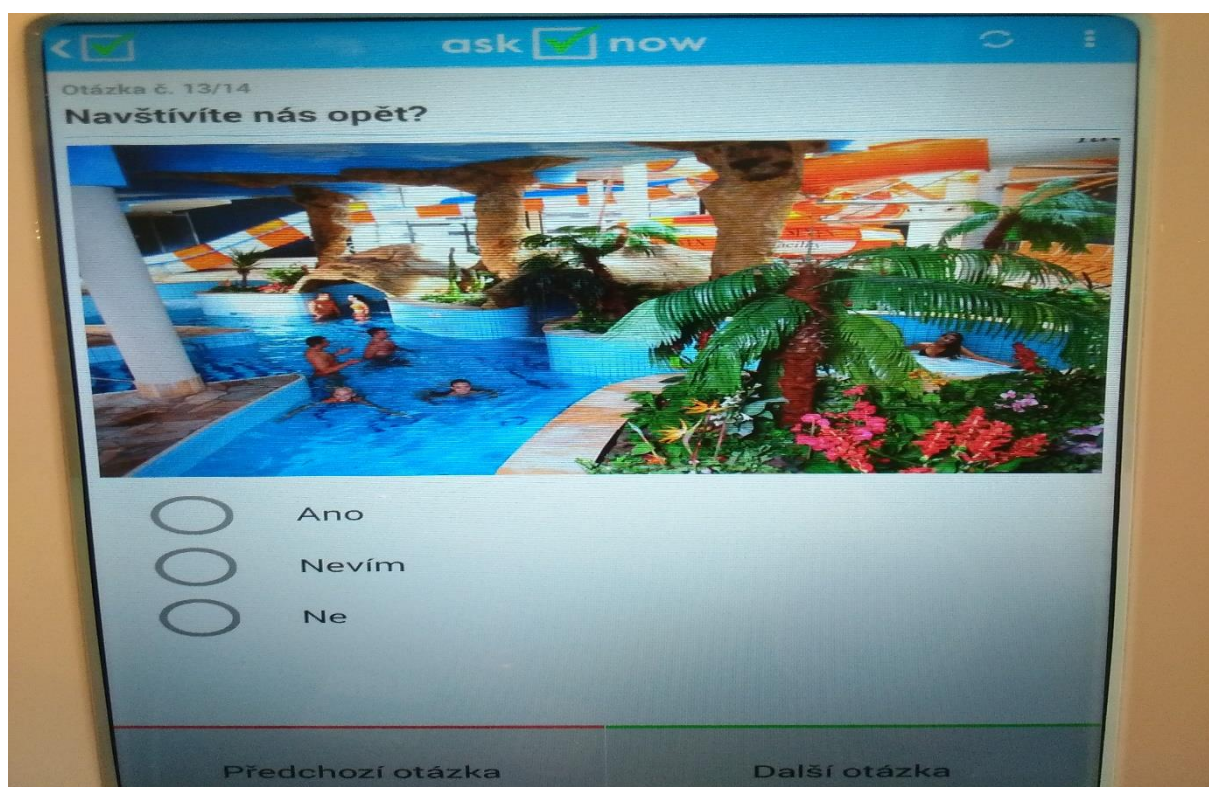 ask now
Otázka č. 13/14
Navštívíte nás opět?
Ano
Nevím
Ne
Předchozí otázka
Další otázka